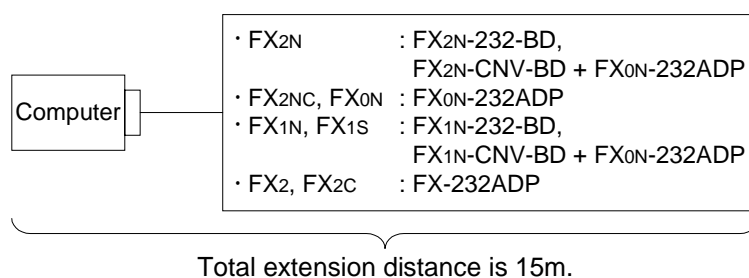 · FX2N : FX2N-232-BD,
FX2N-CNV-BD + FX0N-232ADP
· FX2NC, FX0N : FX0N-232ADP
Computer
· FX1N, FX1S : FX1N-232-BD,
FX1N-CNV-BD + FX0N-232ADP
· FX2, FX2C : FX-232ADP
Total extension distance is 15m.